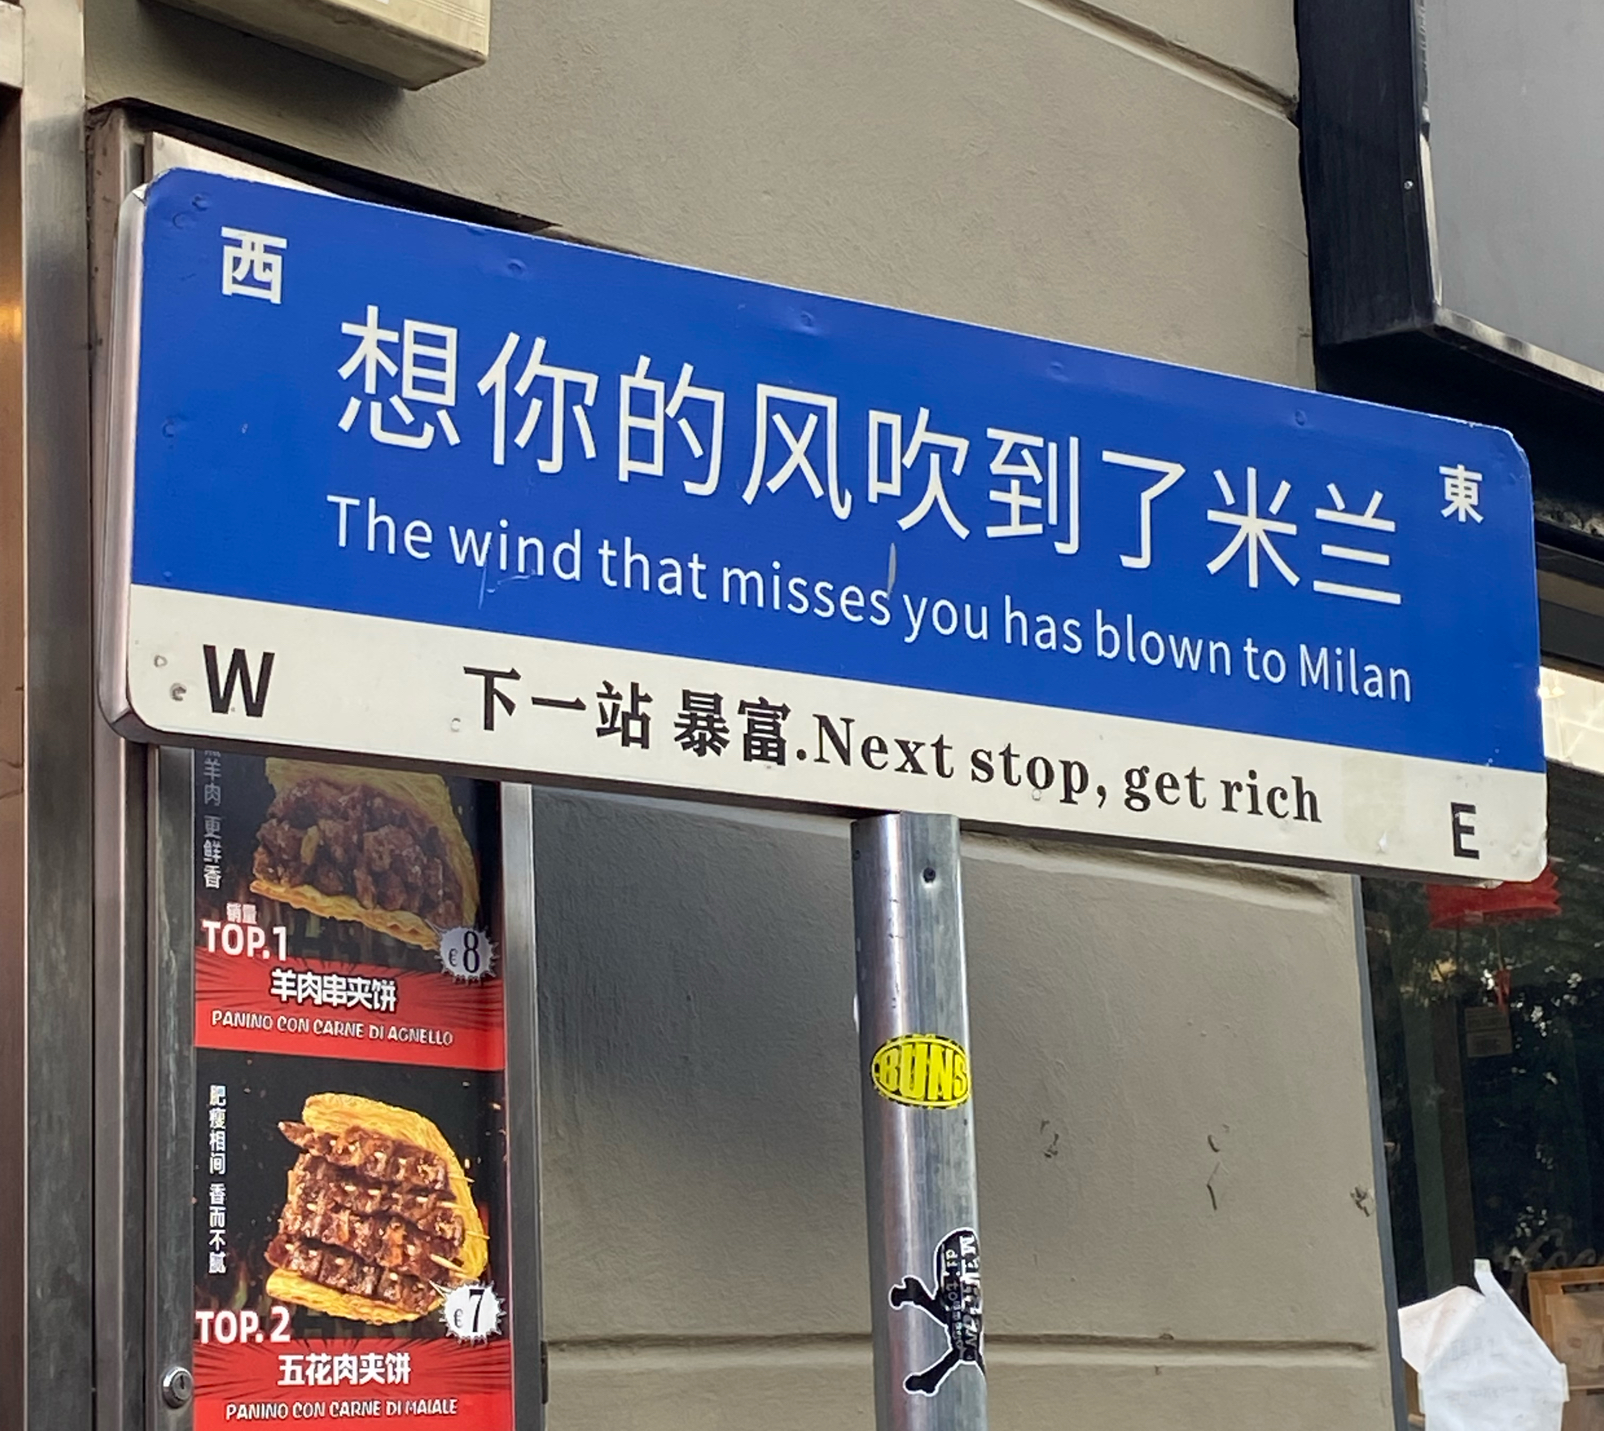 西
東
想你的风吹到了米兰
The wind that misses you has blown to Milan
W
下一站 暴富.Next stop, get rich
E
羊肉 更鲜香
销量
TOP.1
€8
羊肉串夹饼
PANINO CON CARNE DI AGNELLO
肥瘦相间 香而不腻
TOP.2
€7
五花肉夹饼
PANINO CON CARNE DI MAIALE
BUNS